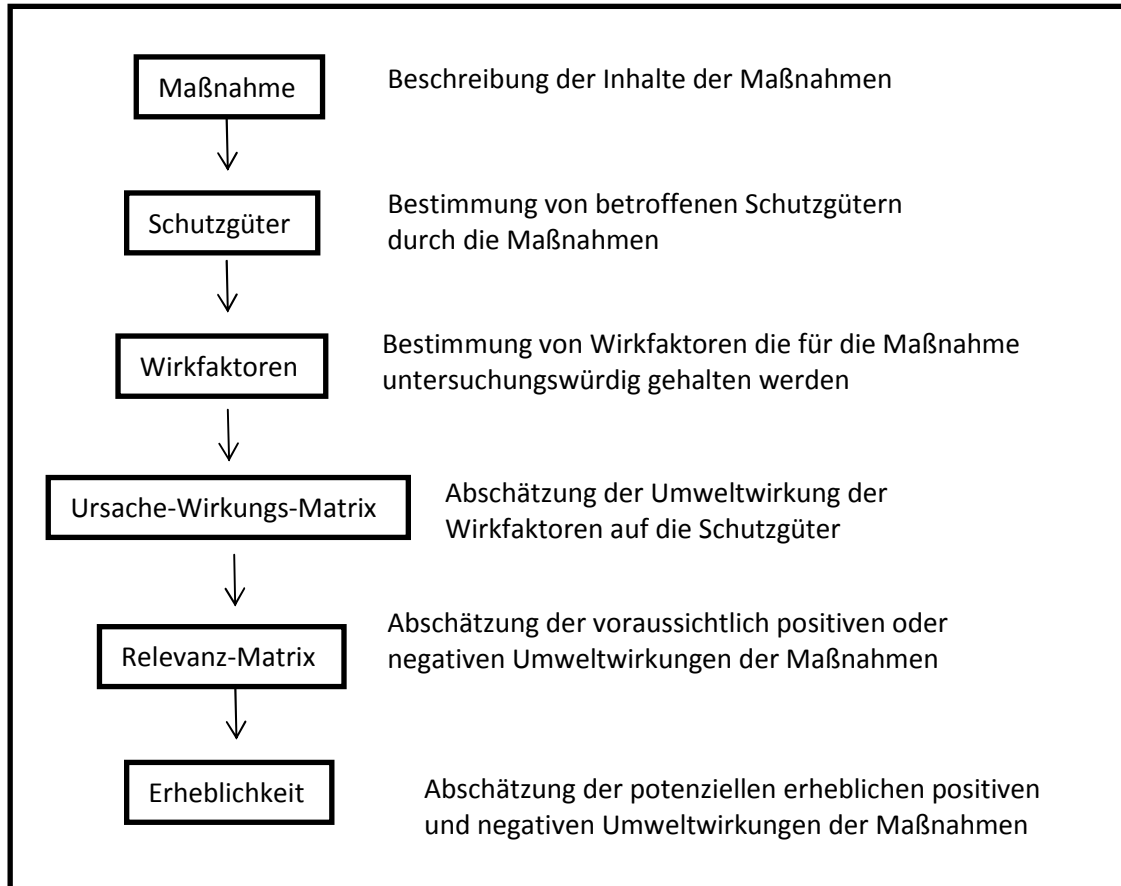 Maßnahme
Beschreibung der Inhalte der Maßnahmen
Schutzgüter
Bestimmung von betroffenen Schutzgütern
durch die Maßnahmen
Wirkfaktoren
Bestimmung von Wirkfaktoren die für die Maßnahme
untersuchungswürdig gehalten werden
Ursache-Wirkungs-Matrix
Abschätzung der Umweltwirkung der
Wirkfaktoren auf die Schutzgüter
Relevanz-Matrix
Abschätzung der voraussichtlich positiven oder
negativen Umweltwirkungen der Maßnahmen
Erheblichkeit
Abschätzung der potenziellen erheblichen positiven
und negativen Umweltwirkungen der Maßnahmen